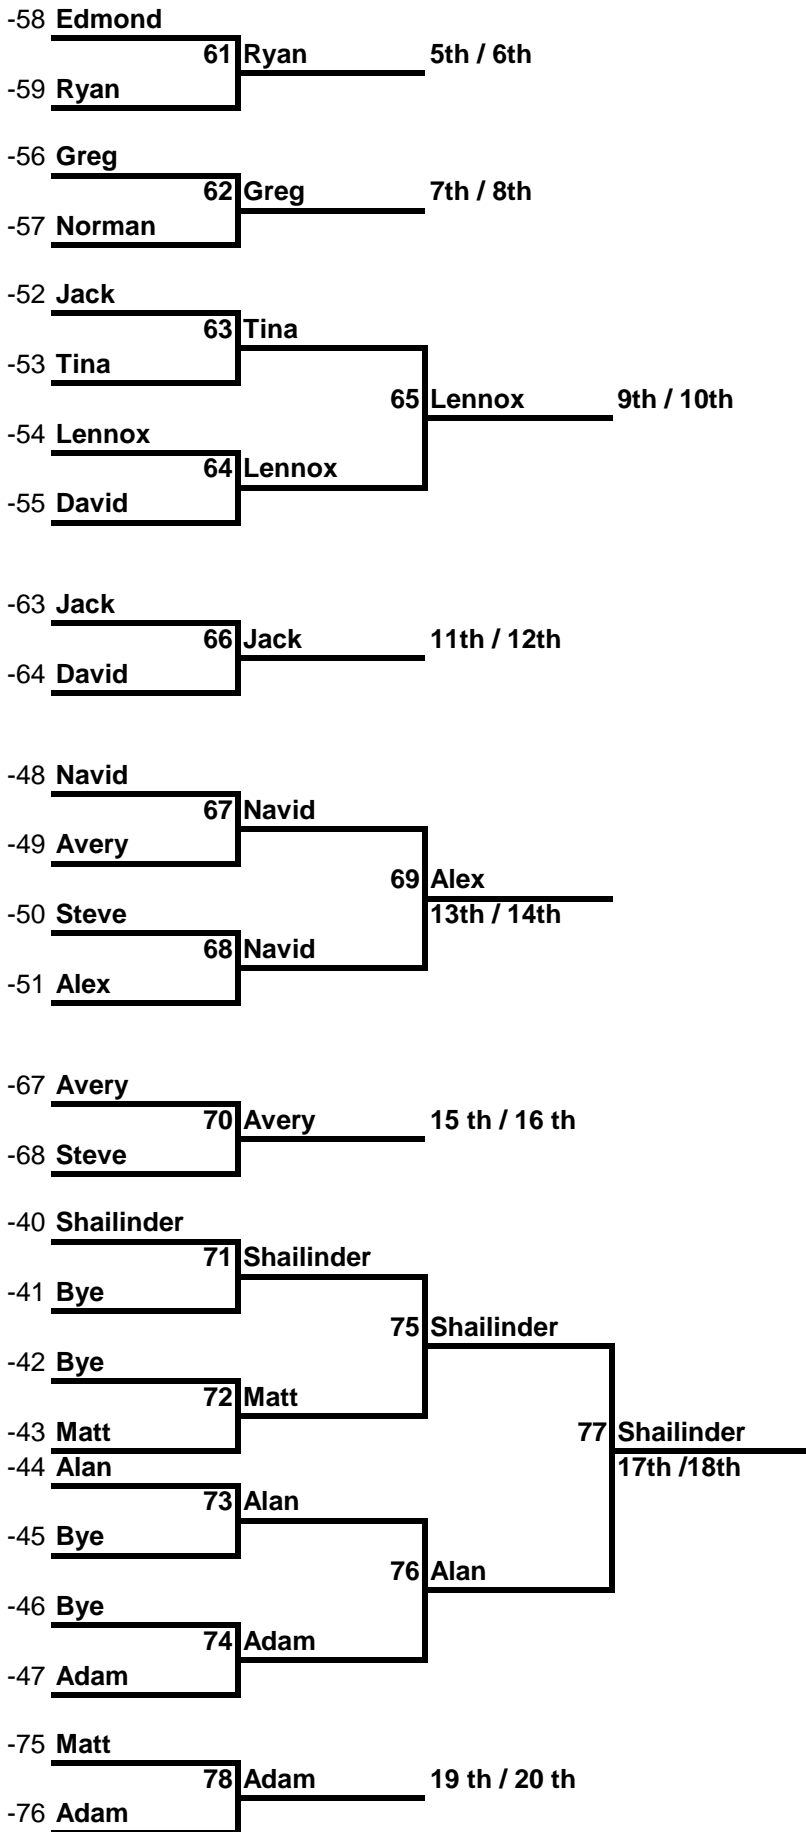 -58 Edmond
61 Ryan 5th / 6th
-59 Ryan
-56 Greg
62 Greg 7th / 8th
-57 Norman
-52 Jack
63 Tina
-53 Tina
65 Lennox 9th / 10th
-54 Lennox
64 Lennox
-55 David
-63 Jack
66 Jack 11th / 12th
-64 David
-48 Navid
67 Navid
-49 Avery
69 Alex
-50 Steve 13th / 14th
68 Navid
-51 Alex
-67 Avery
70 Avery 15 th / 16 th
-68 Steve
-40 Shailinder
71 Shailinder
-41 Bye
75 Shailinder
-42 Bye
72 Matt
-43 Matt 77 Shailinder
-44 Alan 17th /18th
73 Alan
-45 Bye
76 Alan
-46 Bye
74 Adam
-47 Adam
-75 Matt
78 Adam 19 th / 20 th
-76 Adam